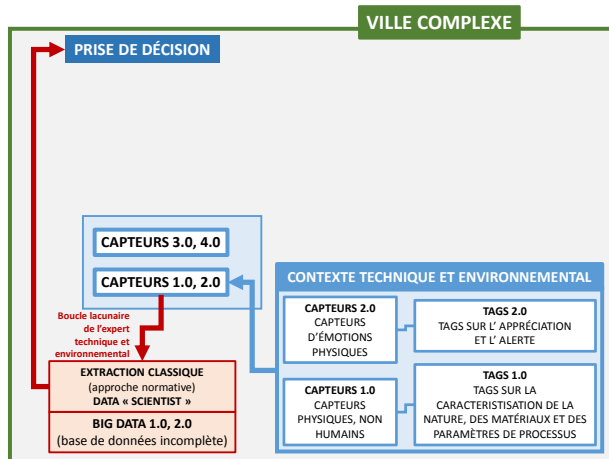 VILLE COMPLEXE
PRISE DE DÉCISION
CAPTEURS 3.0, 4.0
CAPTEURS 1.0, 2.0
Boucle lacunaire
de l'expert
technique et
environnemental
EXTRACTION CLASSIQUE
(approche normative)
DATA « SCIENTIST »
BIG DATA 1.0, 2.0
(base de données incomplète)
CONTEXTE TECHNIQUE ET ENVIRONNEMENTAL
CAPTEURS 2.0
CAPTEURS
D'ÉMOTIONS
PHYSIQUES
TAGS 2.0
TAGS SUR L' APPRÉCIATION
ET L' ALERTE
CAPTEURS 1.0
CAPTEURS
PHYSIQUES, NON
HUMAINS
TAGS 1.0
TAGS SUR LA
CARACTERISTISATION DE LA
NATURE, DES MATÉRIAUX ET DES
PARAMÈTRES DE PROCESSUS